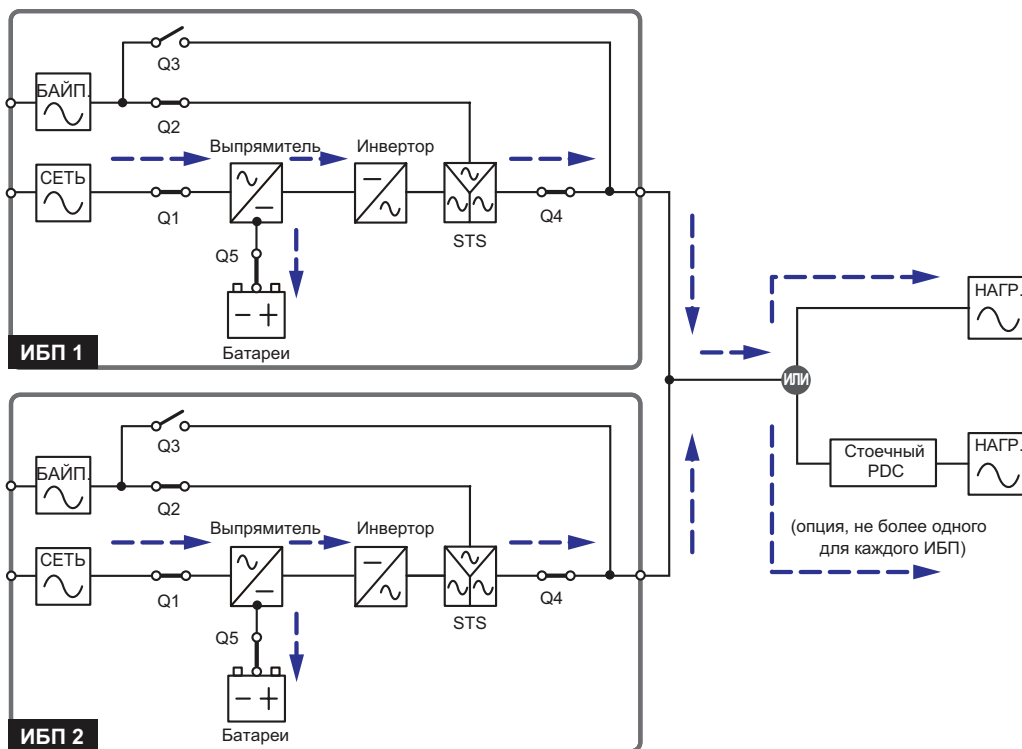 Q3
БАЙП.
Q2
Выпрямитель
Инвертор
СЕТЬ
Q1
STS
Q4
Q5
Батареи
ИБП 1
НАГР.
ИЛИ
Стоечный
PDC
НАГР.
(опция, не более одного
для каждого ИБП)
Q3
БАЙП.
Q2
Выпрямитель
Инвертор
СЕТЬ
Q1
STS
Q4
Q5
Батареи
ИБП 2